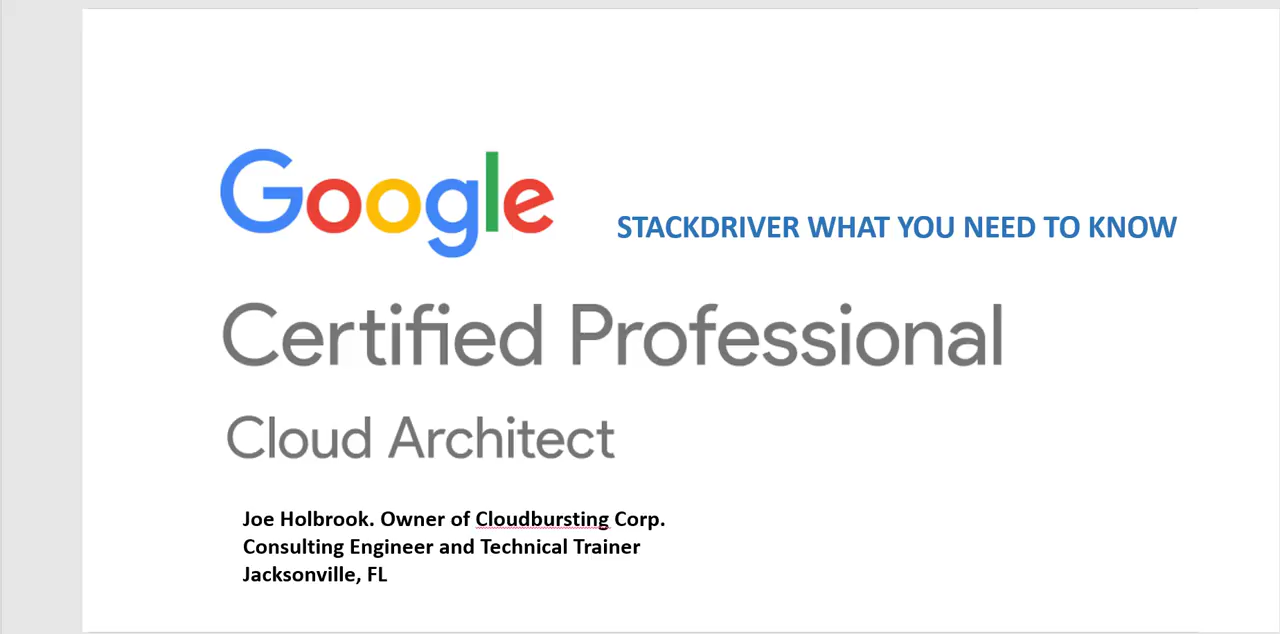 Google
STACKDRIVER WHAT YOU NEED TO KNOW
Certified Professional
Cloud Architect
Joe Holbrook. Owner of Cloudbursting Corp.
Consulting Engineer and Technical Trainer
Jacksonville, FL